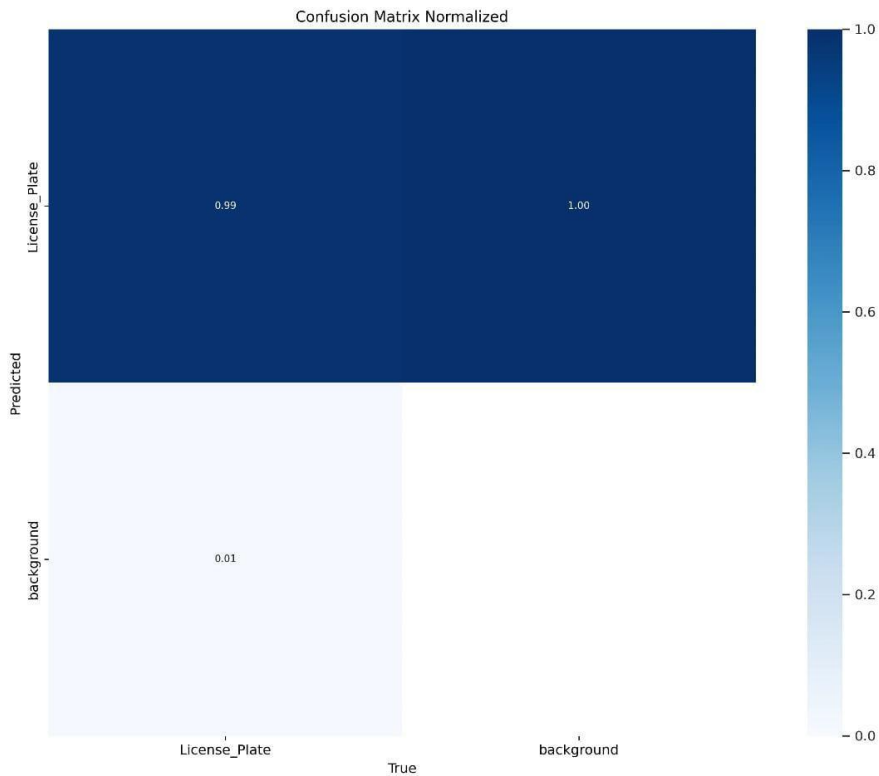 Confusion Matrix Normalized
License_Plate
background
Predicted
0.99
1.00
0.01
License_Plate
background
True
1.0
0.8
0.6
0.4
0.2
0.0